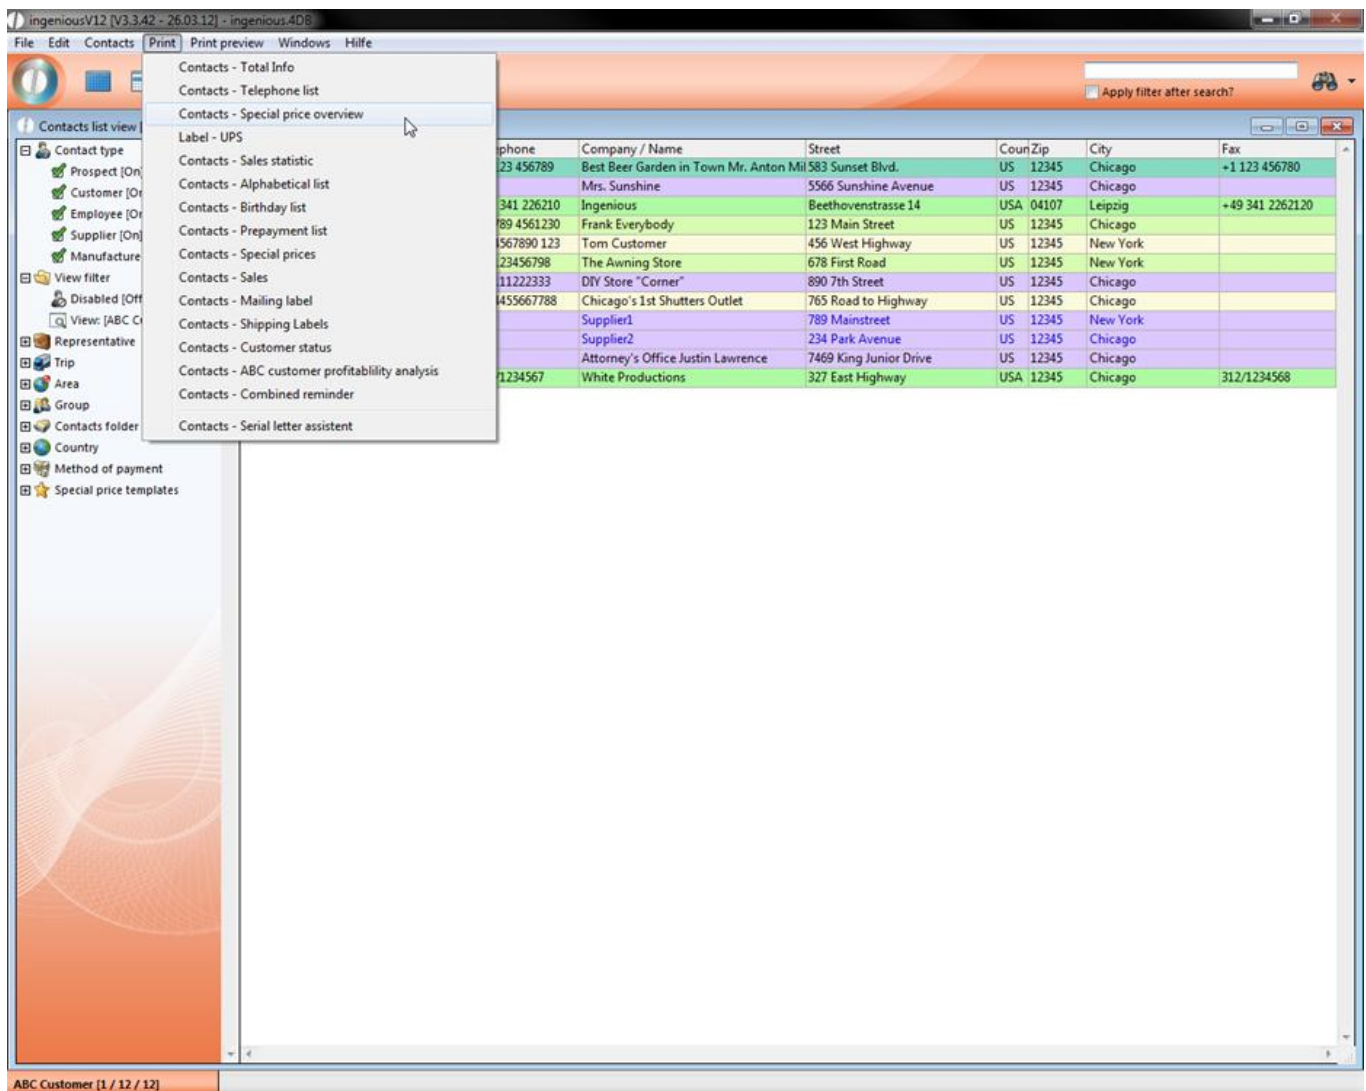 ingeniousV12 [V3.3.42 - 26.03.12] - ingenious.4DB
File Edit Contacts Print Print preview Windows Hilfe
Contacts - Total Info
Contacts - Telephone list
Contacts - Special price overview
Label - UPS
Contacts - Sales statistic
Contacts - Alphabetical list
Contacts - Birthday list
Contacts - Prepayment list
Contacts - Special prices
Contacts - Sales
Contacts - Mailing label
Contacts - Shipping Labels
Contacts - Customer status
Contacts - ABC customer profitablility analysis
Contacts - Combined reminder
Contacts - Serial letter assistent
Apply filter after search?
Contacts list view [
Contact type
Prospect [On]
Customer [On
Employee [On
Supplier [On]
Manufacture
View filter
Disabled [Off
View: [ABC C
Representative
Trip
Area
Group
Contacts folder
Country
Method of payment
Special price templates
phone Company / Name Street Coun Zip City Fax
23 456789 Best Beer Garden in Town Mr. Anton Mil 583 Sunset Blvd. US 12345 Chicago +1 123 456780
Mrs. Sunshine 5566 Sunshine Avenue US 12345 Chicago
341 226210 Ingenious Beethovenstrasse 14 USA 04107 Leipzig +49 341 2262120
789 4561230 Frank Everybody 123 Main Street US 12345 Chicago
4567890 123 Tom Customer 456 West Highway US 12345 New York
123456798 The Awning Store 678 First Road US 12345 New York
111222333 DIY Store "Corner" 890 7th Street US 12345 Chicago
4455667788 Chicago's 1st Shutters Outlet 765 Road to Highway US 12345 Chicago
Supplier1 789 Mainstreet US 12345 New York
Supplier2 234 Park Avenue US 12345 Chicago
Attorney's Office Justin Lawrence 7469 King Junior Drive US 12345 Chicago
/1234567 White Productions 327 East Highway USA 12345 Chicago 312/1234568
ABC Customer [1 / 12 / 12]